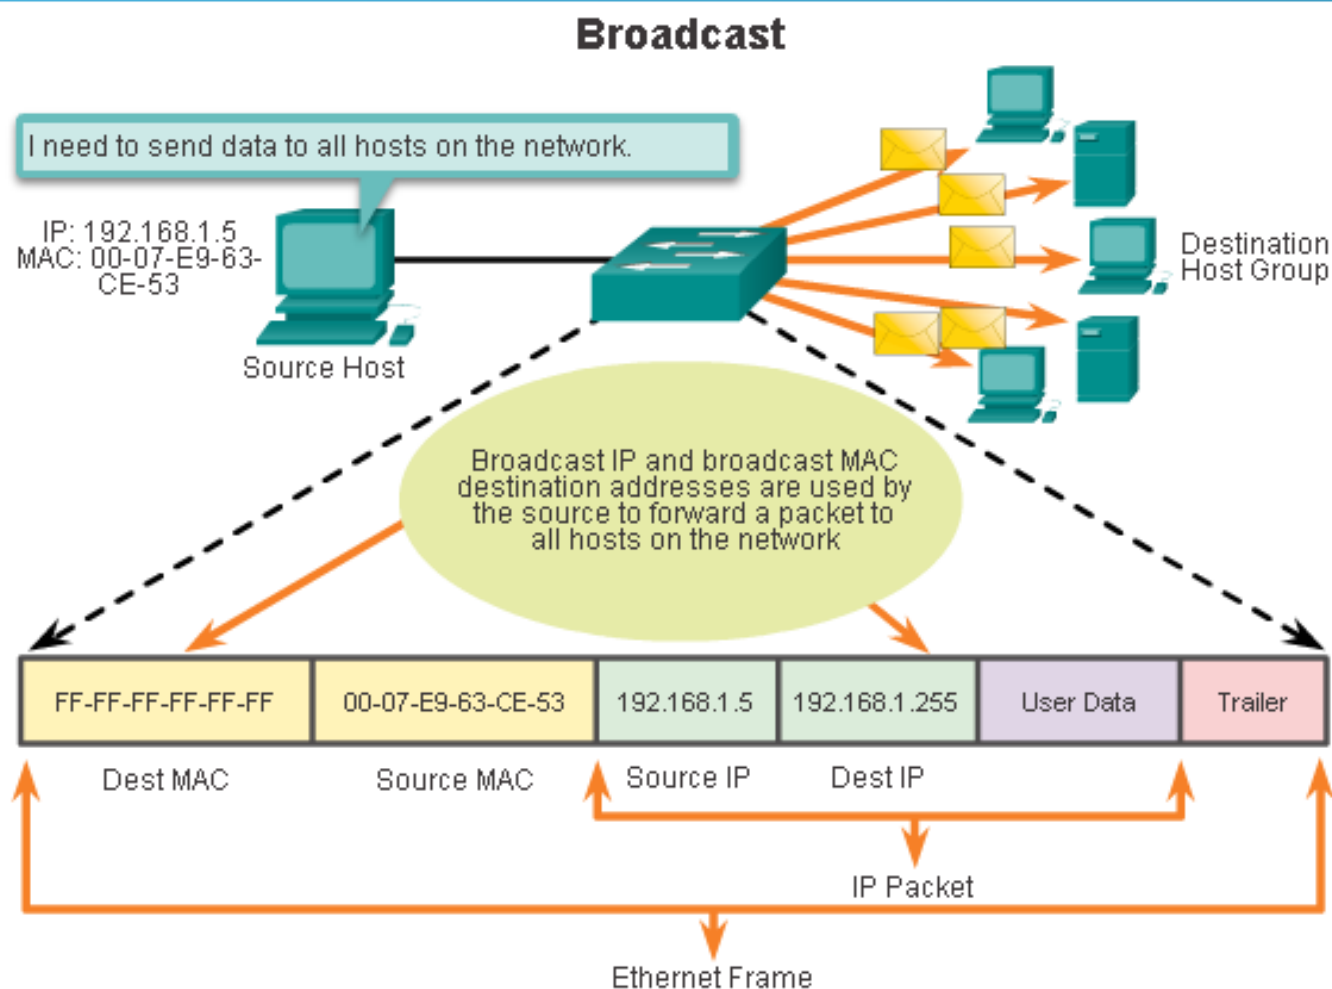 Broadcast
I need to send data to all hosts on the network.
IP: 192.168.1.5
MAC: 00-07-E9-63-
CE-53
Source Host
Destination
Host Group
Broadcast IP and broadcast MAC
destination addresses are used by
the source to forward a packet to
all hosts on the network
FF-FF-FF-FF-FF-FF
00-07-E9-63-CE-53
192.168.1.5
192.168.1.255
User Data
Trailer
Dest MAC
Source MAC
Source IP
Dest IP
IP Packet
Ethernet Frame